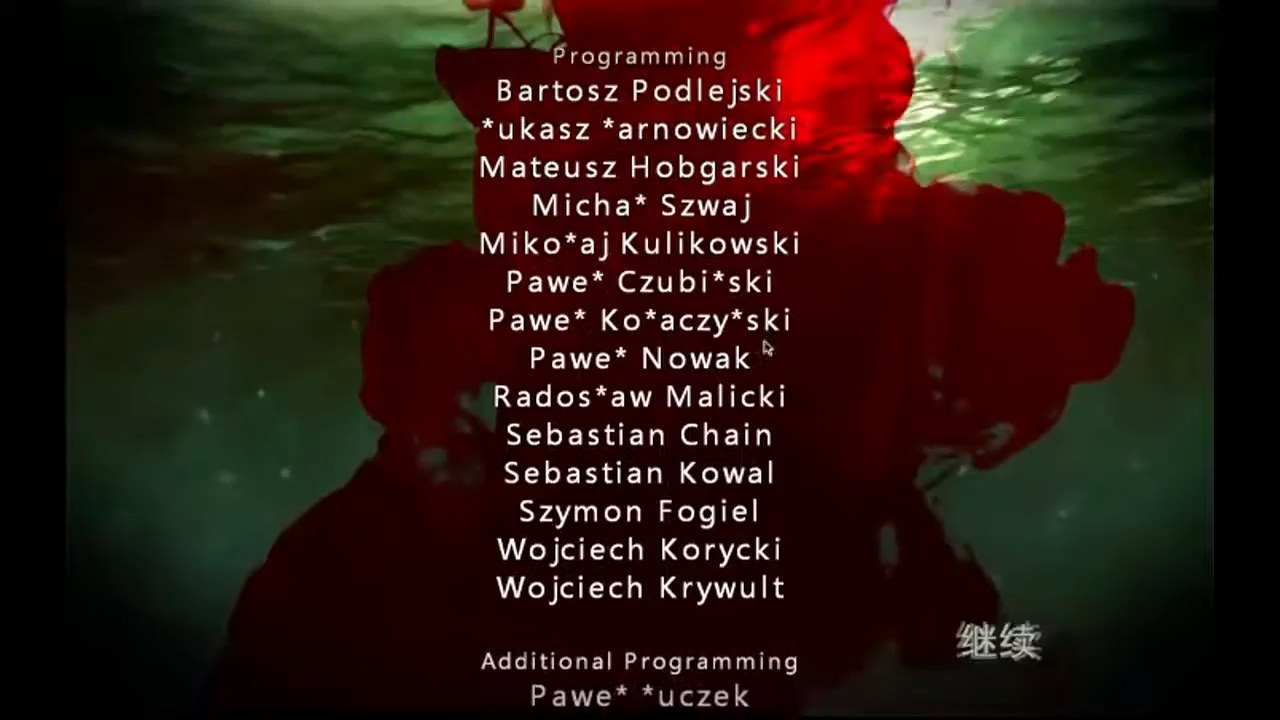 Programming
Bartosz Podlejski
*ukasz *arnowiecki
Mateusz Hobgarski
Micha* Szwaj
Miko*aj Kulikowski
Pawe* Czubi*ski
Pawe* Ko*aczy*ski
Pawe* Nowak
Rados*aw Malicki
Sebastian Chain
Sebastian Kowal
Szymon Fogiel
Wojciech Korycki
Wojciech Krywult
继续
Additional Programming
Pawe* *uczek